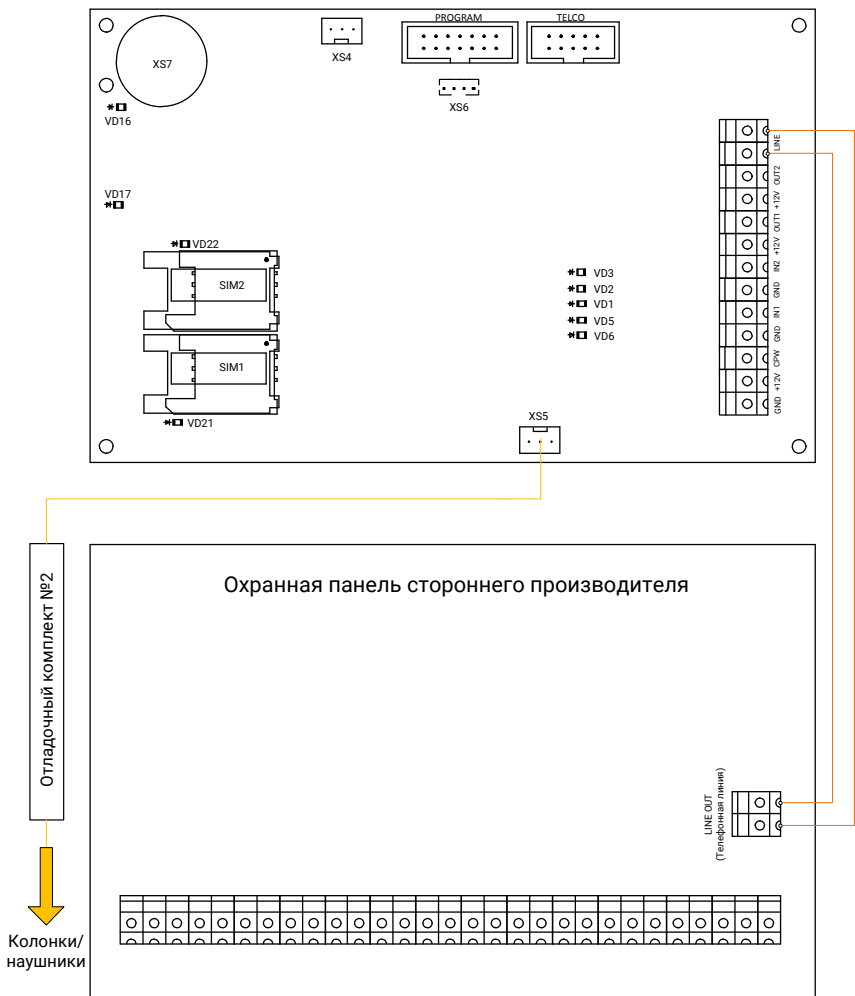 PROGRAM
TELCO
XS7
XS4
XS6
VD16
VD17
VD22
SIM2
SIM1
VD21
VD3
VD2
VD1
VD5
VD6
XS5
LINE
OUT2
+12V
OUT1
+12V
IN2
GND
IN1
GND
CPW
+12V
GND
Отладочный комплект №2
Охранная панель стороннего производителя
LINE OUT
(Телефонная линия)
Колонки/
наушники